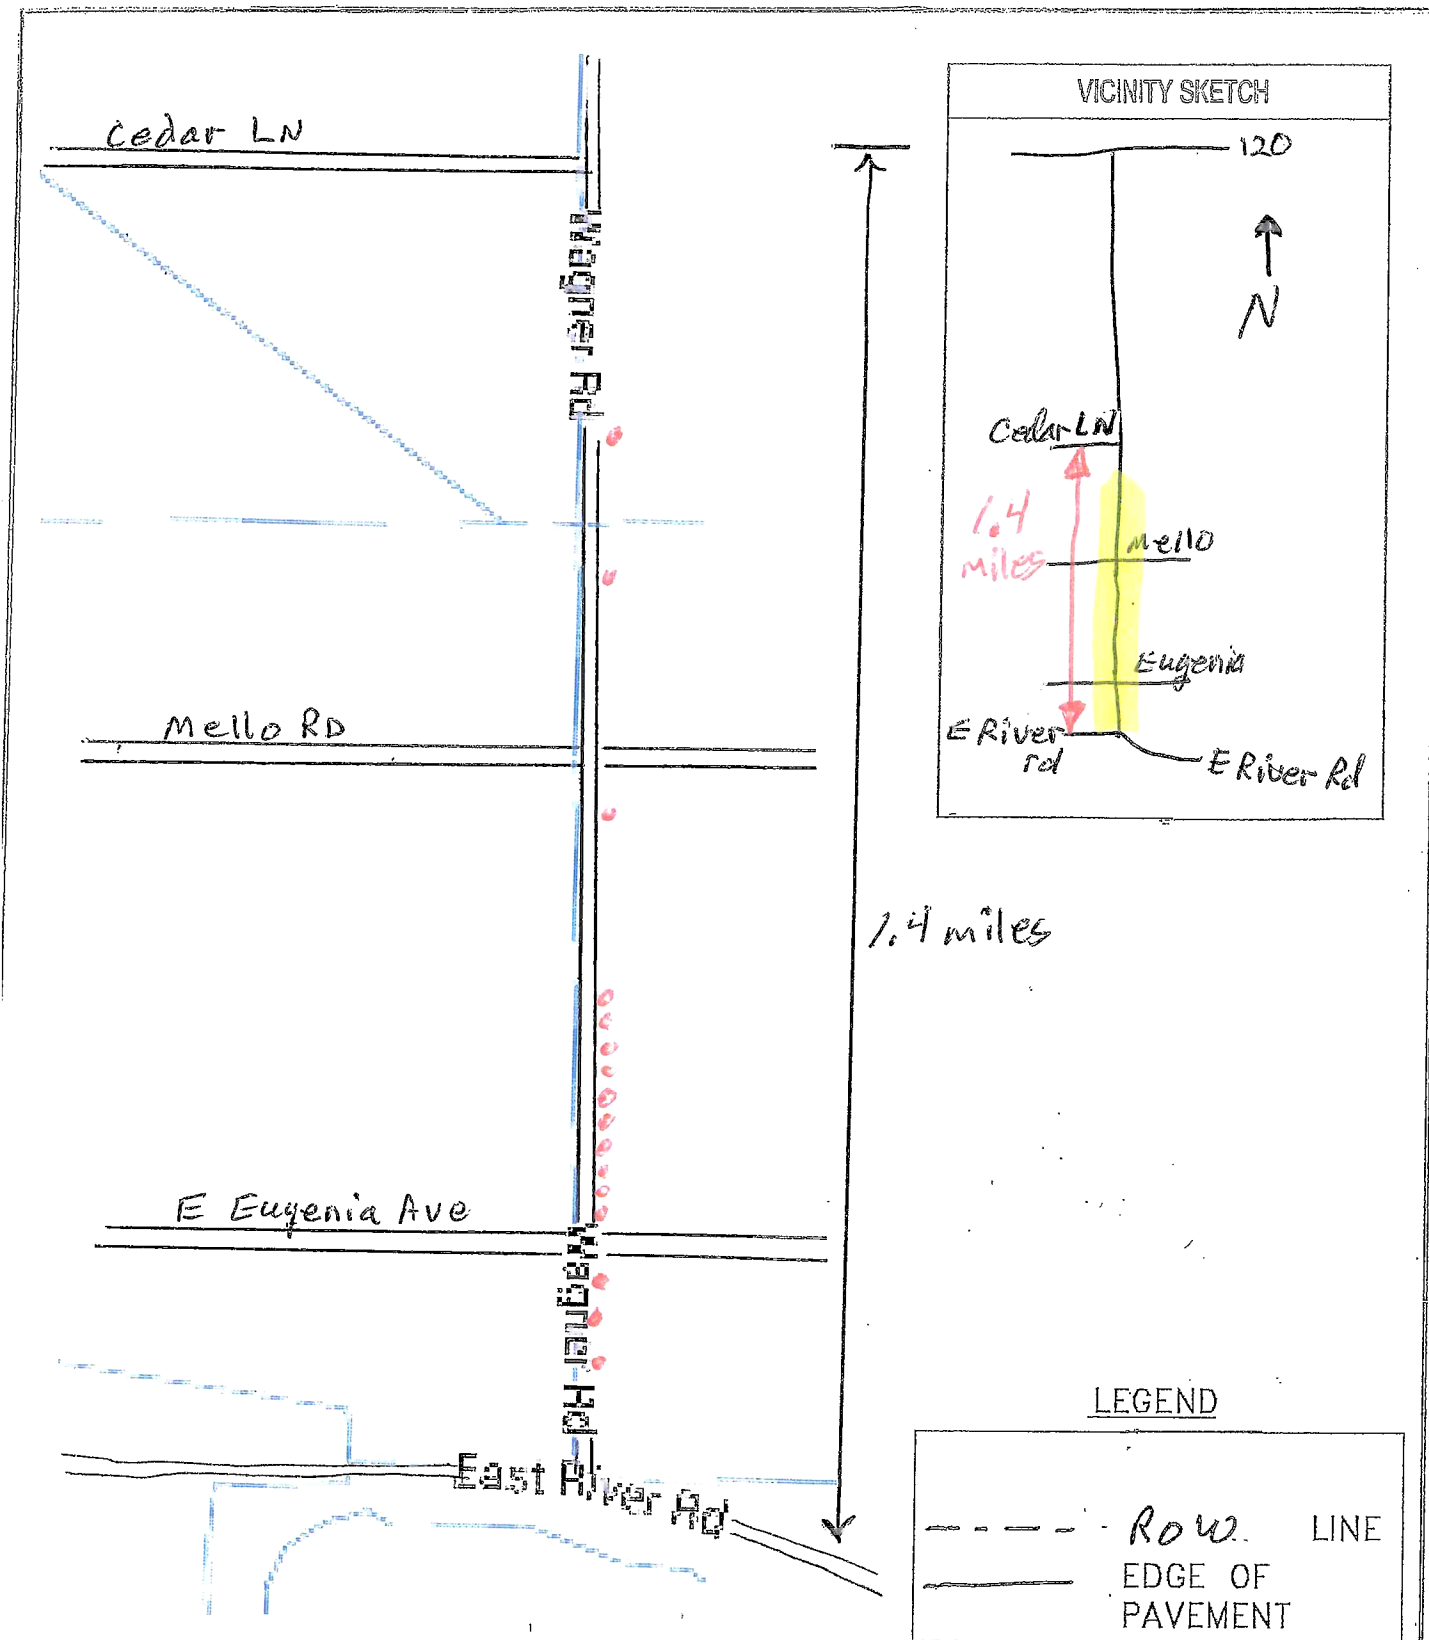 Cedar LN
Wagner Rd
Mello RD
E Eugenia Ave
Wagner Rd
East River Rd
1.4 miles
VICINITY SKETCH
120
N
Cedar LN
1.4
miles
Mello
Eugenia
E River
rd
E River Rd
LEGEND
ROW LINE
EDGE OF
PAVEMENT